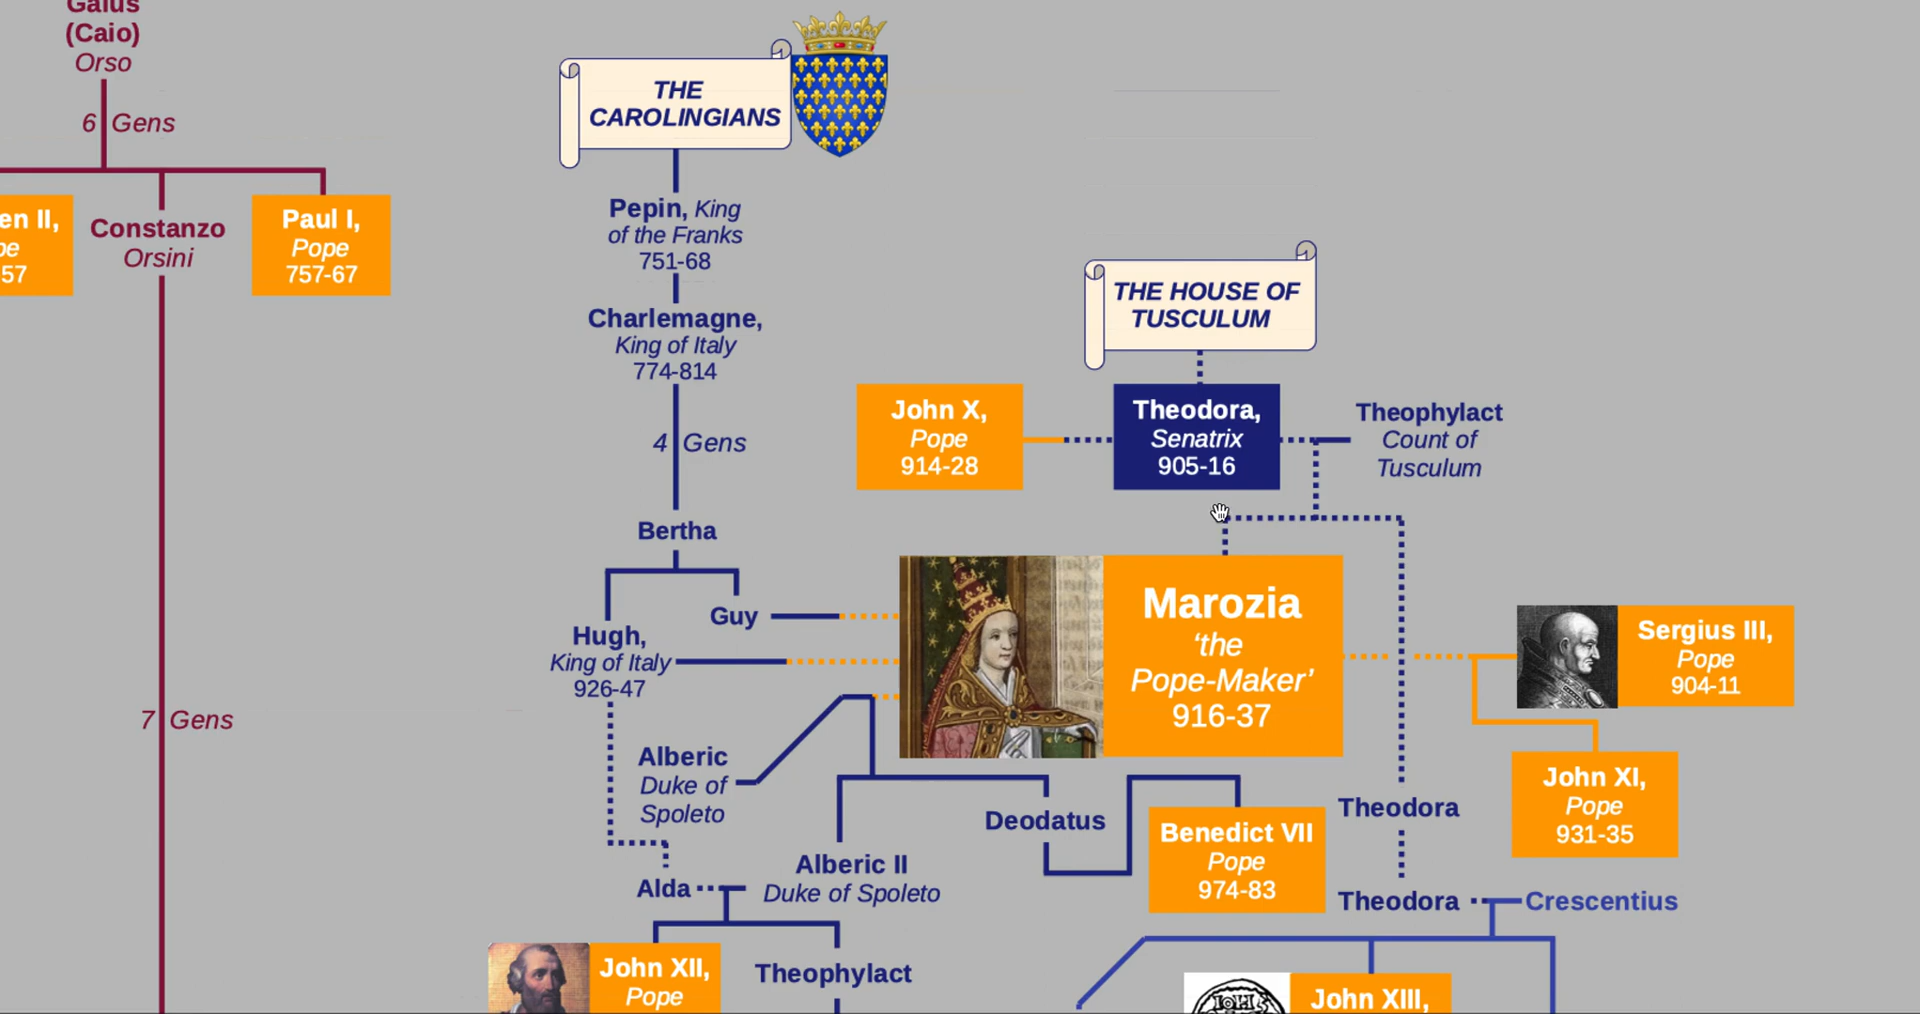 Gaius
(Caio)
Orso
6 Gens
en II,
57
Constanzo
Orsini
Paul I,
Pope
757-67
7 Gens
THE
CAROLINGIANS
Pepin, King
of the Franks
751-68
Charlemagne,
King of Italy
774-814
4 Gens
Bertha
Guy
Hugh,
King of Italy
926-47
THE HOUSE OF
TUSCULUM
John X,
Pope
914-28
Theodora,
Senatrix
905-16
Theophylact
Count of
Tusculum
Marozia
‘the
Pope-Maker’
916-37
Sergius III,
Pope
904-11
John XI,
Pope
931-35
Alberic
Duke of
Spoleto
Deodatus
Benedict VII
Pope
974-83
Theodora
Alberic II
Duke of Spoleto
Alda
Theodora
Crescentius
John XII,
Pope
Theophylact
John XIII,